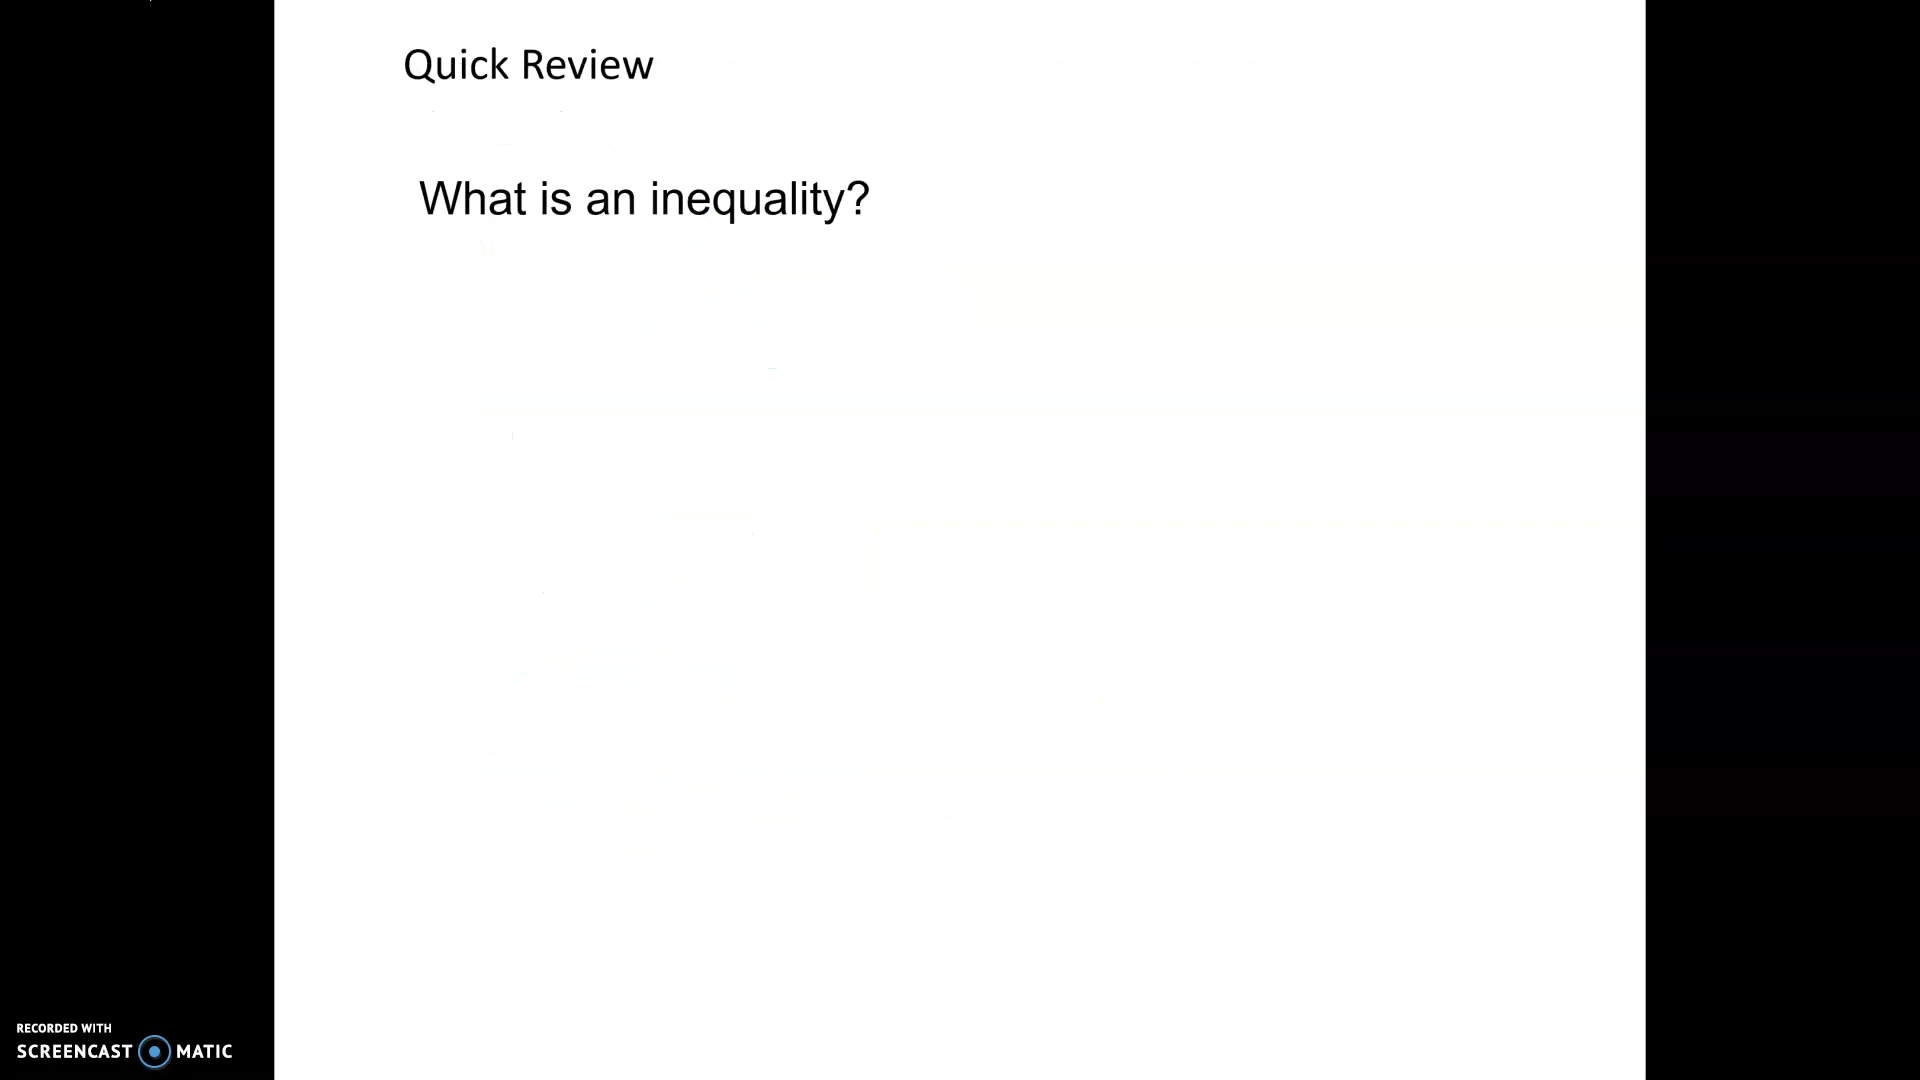 Quick Review
What is an inequality?
RECORDED WITH
SCREENCAST MATIC